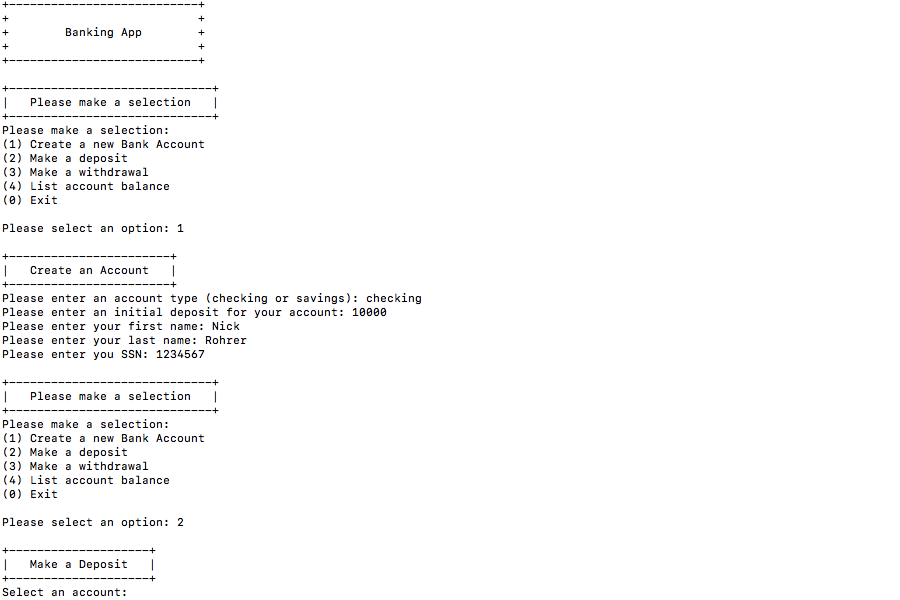 +---------------------------+
+                           +
+        Banking App        +
+                           +
+---------------------------+
+-----------------------------+
|   Please make a selection   |
+-----------------------------+
Please make a selection:
(1) Create a new Bank Account
(2) Make a deposit
(3) Make a withdrawal
(4) List account balance
(0) Exit
Please select an option: 1
+-----------------------+
|   Create an Account   |
+-----------------------+
Please enter an account type (checking or savings): checking
Please enter an initial deposit for your account: 10000
Please enter your first name: Nick
Please enter your last name: Rohrer
Please enter you SSN: 1234567
+-----------------------------+
|   Please make a selection   |
+-----------------------------+
Please make a selection:
(1) Create a new Bank Account
(2) Make a deposit
(3) Make a withdrawal
(4) List account balance
(0) Exit
Please select an option: 2
+--------------------+
|   Make a Deposit   |
+--------------------+
Select an account: